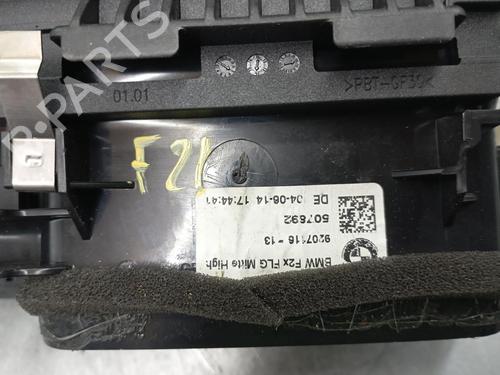 B-PARTS
01.01
>PBT-GF30<
F21
BMW F2x FLG Mitte High
9207116 - 13
507692
DE 04-06-14 17:44:41